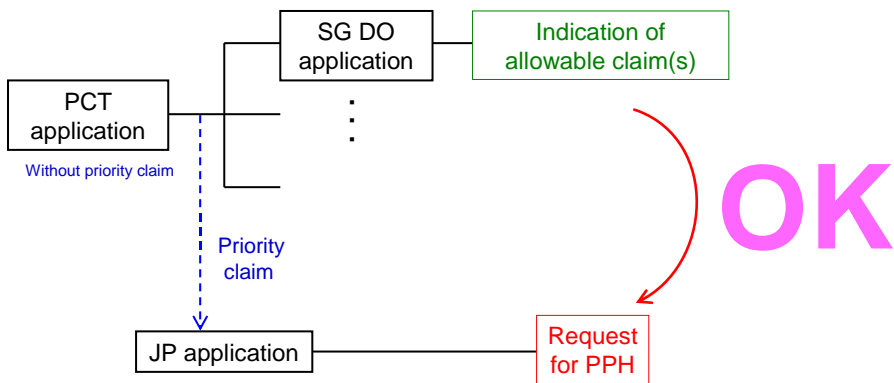 SG DO
application
Indication of
allowable claim(s)
PCT
application
Without priority claim
OK
Priority
claim
JP application
Request
for PPH